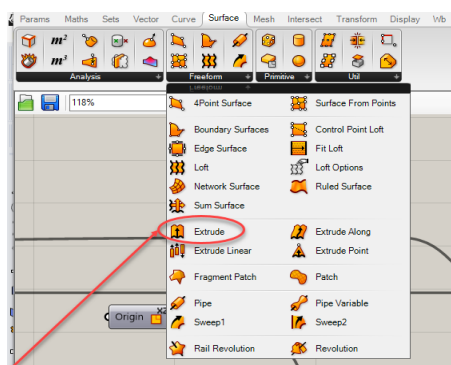 Params Maths Sets Vector Curve Surface Mesh Intersect Transform Display Wb
m²
m³
Analysis + Freeform + Primitive + Util +
118%
Freeform
4Point Surface Surface From Points
Boundary Surfaces Control Point Loft
Edge Surface Fit Loft
Loft Loft Options
Network Surface Ruled Surface
Sum Surface
Extrude Extrude Along
Extrude Linear Extrude Point
Fragment Patch Patch
Pipe Pipe Variable
Sweep1 Sweep2
Rail Revolution Revolution
Origin